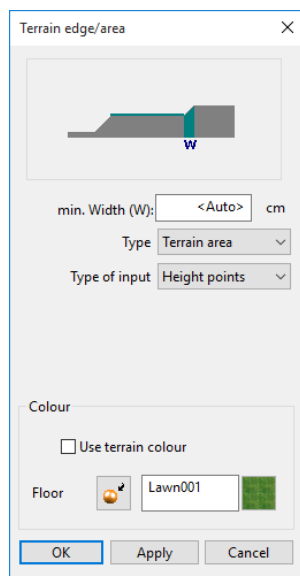 Terrain edge/area
W
min. Width (W): <Auto> cm
Type Terrain area
Type of input Height points
Colour
Use terrain colour
Floor Lawn001
OK Apply Cancel